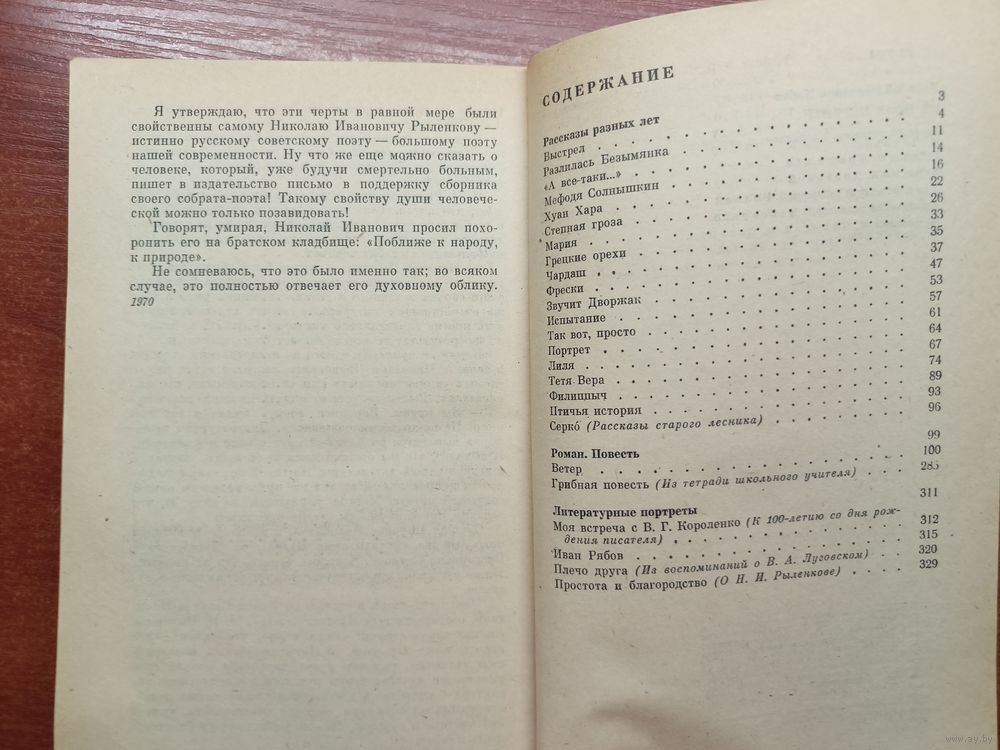 Я утверждаю, что эти черты в равной мере были
свойственны самому Николаю Ивановичу Рыленкову —
истинно русскому советскому поэту — большому поэту
нашей современности. Ну что же еще можно сказать о
человеке, который, уже будучи смертельно больным,
пишет в издательство письмо в поддержку сборника
своего собрата-поэта! Такому свойству души человече-
ской можно только позавидовать!
Говорят, умирая, Николай Иванович просил похо-
ронить его на братском кладбище: «Поближе к народу,
к природе».
Не сомневаюсь, что это было именно так; во всяком
случае, это полностью отвечает его духовному облику.
1970
СОДЕРЖАНИЕ
Рассказы разных лет 3
Выстрел . . . 4
Разлилась Безымянка . . . 11
«А все-таки...» . . . 14
Мефодя Солнышкин . . . 16
Хуан Хара . . . 22
Степная гроза . . . 26
Мария . . . 33
Грецкие орехи . . . 35
Чардаш . . . 37
Фрески . . . 47
Звучит Дворжак . . . 53
Испытание . . . 57
Так вот, просто . . . 61
Портрет . . . 64
Лиля . . . 67
Тетя Вера . . . 74
Филиппыч . . . 89
Птичья история . . . 93
Серко́ (Рассказы старого лесника) . . . 96
Роман. Повесть 99
Ветер . . . 100
Грибная повесть (Из тетради школьного учителя) . . . 285
Литературные портреты 311
Моя встреча с В. Г. Короленко (К 100-летию со дня рож-
дения писателя) . . . 312
Иван Рябов . . . 315
Плечо друга (Из воспоминаний о В. А. Луговском) . . . 320
Простота и благородство (О Н. И. Рыленкове) . . . 329
www.ay.by